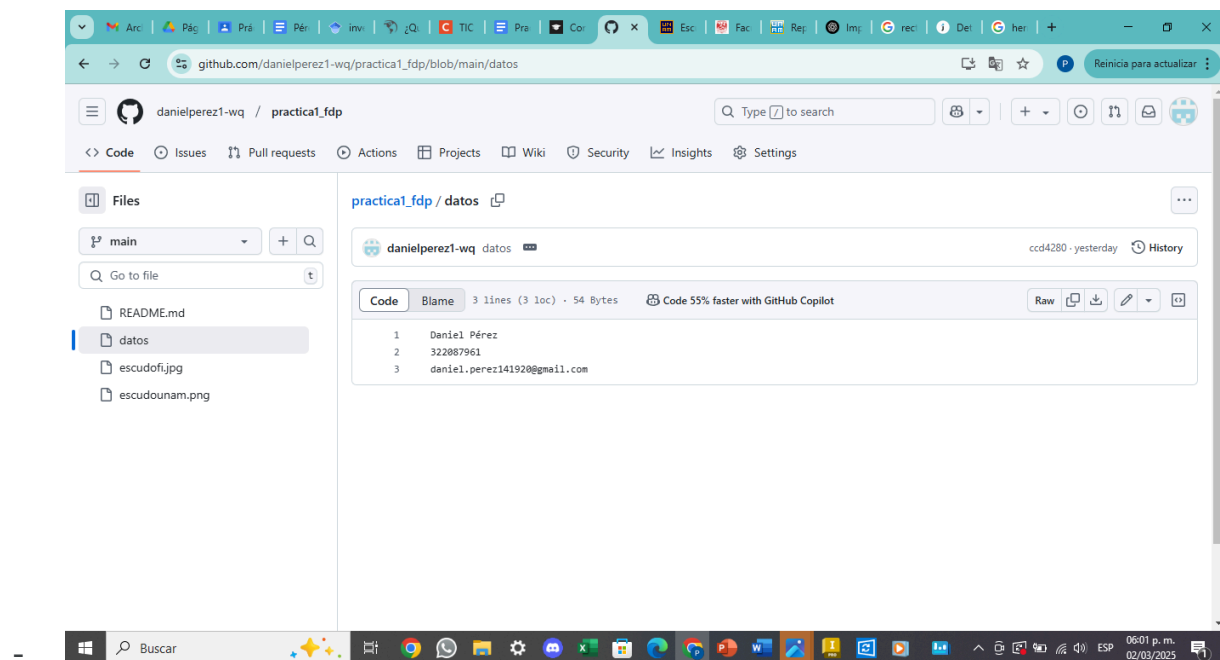 Arc
Pág
Prá
Pén
inve
¿Qu
TIC
Pra
Cor
Esc
Fac
Rep
Imp
reci
Det
her
github.com/danielperez1-wq/practica1_fdp/blob/main/datos
P
Reinicia para actualizar
danielperez1-wq / practica1_fdp
Type / to search
Code
Issues
Pull requests
Actions
Projects
Wiki
Security
Insights
Settings
Files
main
Go to file
t
README.md
datos
escudofi.jpg
escudounam.png
practica1_fdp / datos
danielperez1-wq datos
ccd4280 · yesterday
History
Code
Blame
3 lines (3 loc) · 54 Bytes
Code 55% faster with GitHub Copilot
Raw
1 Daniel Pérez
2 322087961
3 daniel.perez141920@gmail.com
Buscar
ESP
06:01 p. m.
02/03/2025